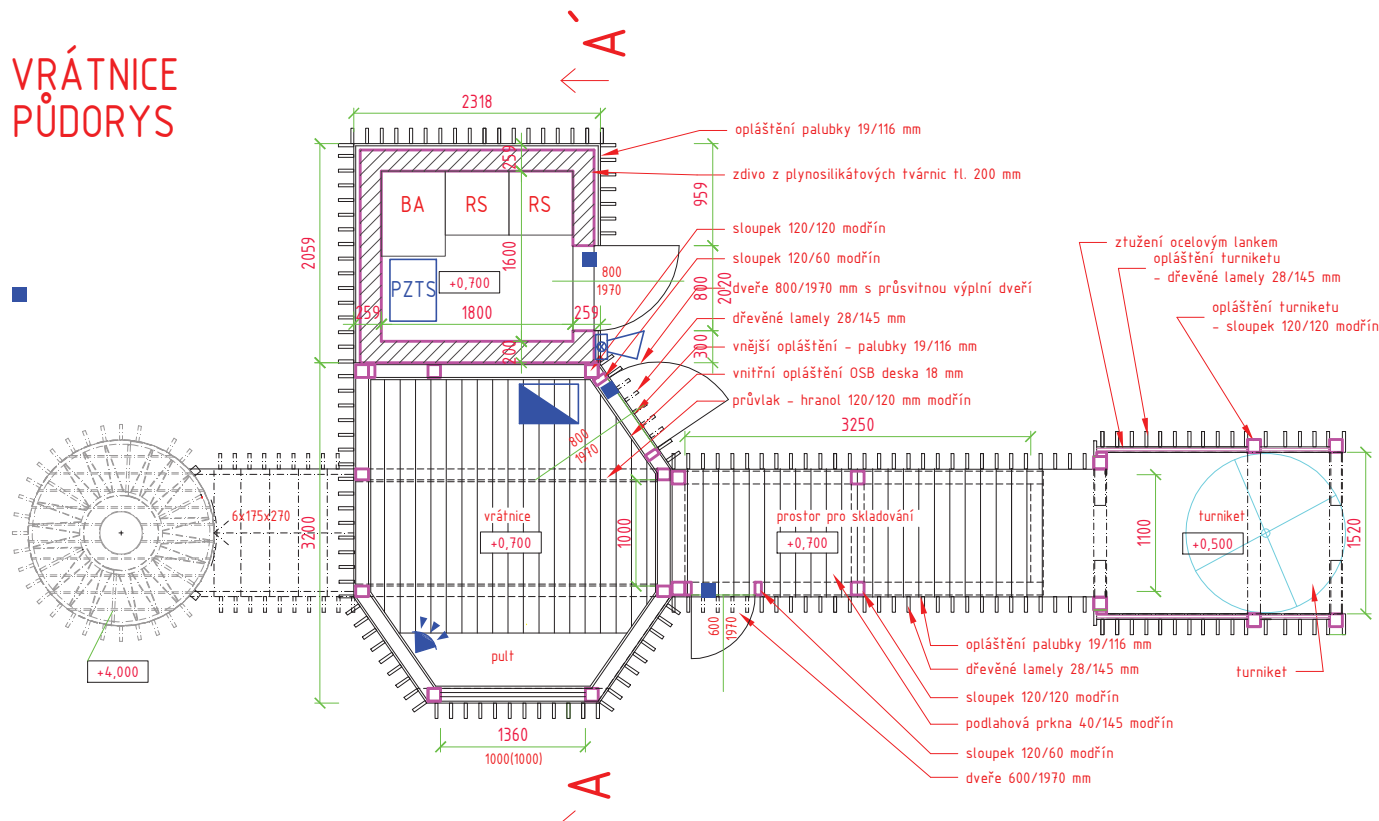 VRÁTNICE
PŮDORYS
A´
2318
opláštění palubky 19/116 mm
zdivo z plynosilikátových tvárnic tl. 200 mm
sloupek 120/120 modřín
sloupek 120/60 modřín
dveře 800/1970 mm s průsvitnou výplní dveří
dřevěné lamely 28/145 mm
vnější opláštění - palubky 19/116 mm
vnitřní opláštění OSB deska 18 mm
průvlak - hranol 120/120 mm modřín
259
959
2059
BA
RS
RS
1600
PZTS
+0,700
800
1970
800
2020
259
1800
259
300
200
ztužení ocelovým lankem
opláštění turniketu
- dřevěné lamely 28/145 mm
opláštění turniketu
- sloupek 120/120 modřín
3250
800
1970
6x175x270
3200
vrátnice
+0,700
1000
prostor pro skladování
+0,700
1100
turniket
+0,500
1520
+4,000
pult
600
1970
opláštění palubky 19/116 mm
dřevěné lamely 28/145 mm
sloupek 120/120 modřín
podlahová prkna 40/145 modřín
sloupek 120/60 modřín
dveře 600/1970 mm
turniket
1360
1000(1000)
A